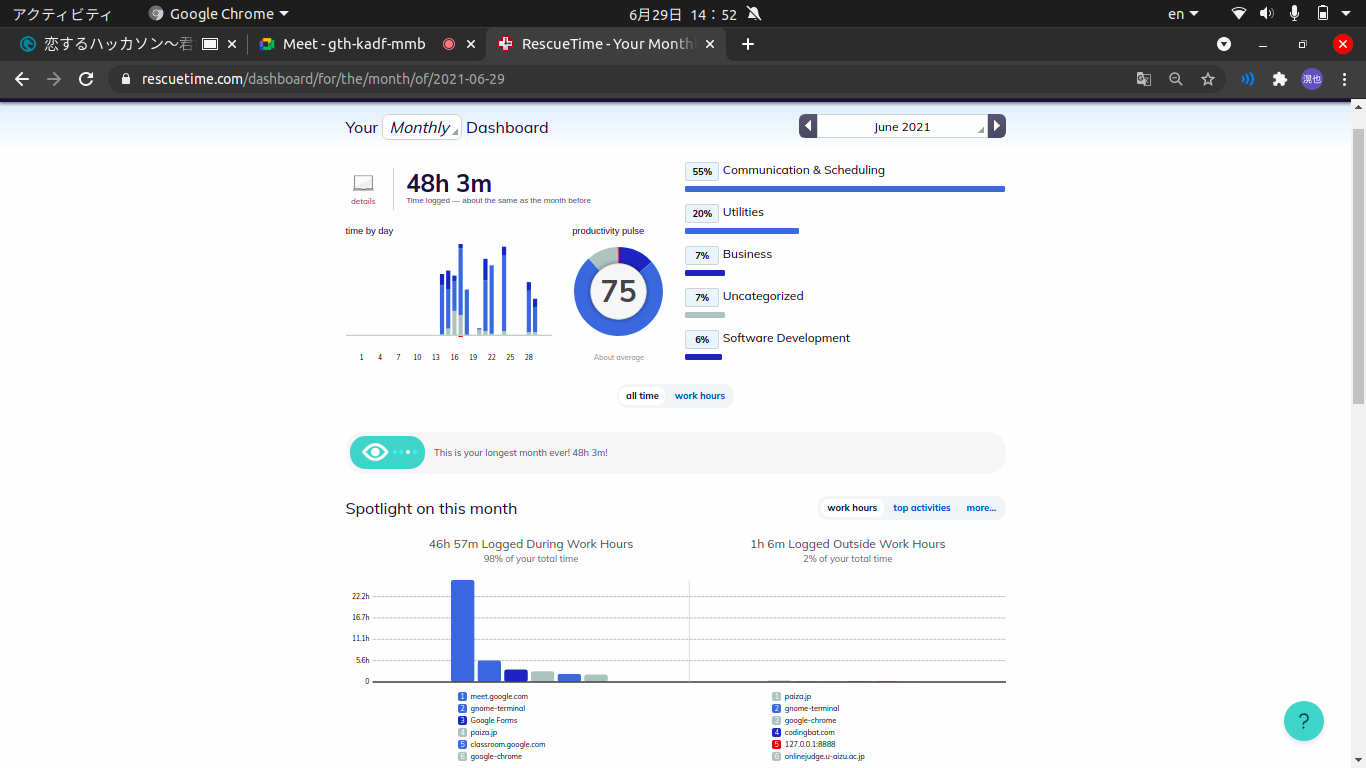 アクティビティ
Google Chrome
6月29日 14:52
en
恋するハッカソン〜君
Meet - gth-kadf-mmb
RescueTime - Your Month
rescuetime.com/dashboard/for/the/month/of/2021-06-29
滉也
Your Monthly Dashboard
June 2021
details
48h 3m
Time logged — about the same as the month before
time by day
productivity pulse
75
1 4 7 10 13 16 19 22 25 28
About average
55% Communication & Scheduling
20% Utilities
7% Business
7% Uncategorized
6% Software Development
all time work hours
This is your longest month ever! 48h 3m!
Spotlight on this month
work hours top activities more...
46h 57m Logged During Work Hours
98% of your total time
1h 6m Logged Outside Work Hours
2% of your total time
22.2h
16.7h
11.1h
5.6h
0
1 meet.google.com
2 gnome-terminal
3 Google Forms
4 paiza.jp
5 classroom.google.com
6 google-chrome
1 paiza.jp
2 gnome-terminal
3 google-chrome
4 codingbat.com
5 127.0.0.1:8888
6 onlinejudge.u-aizu.ac.jp
?